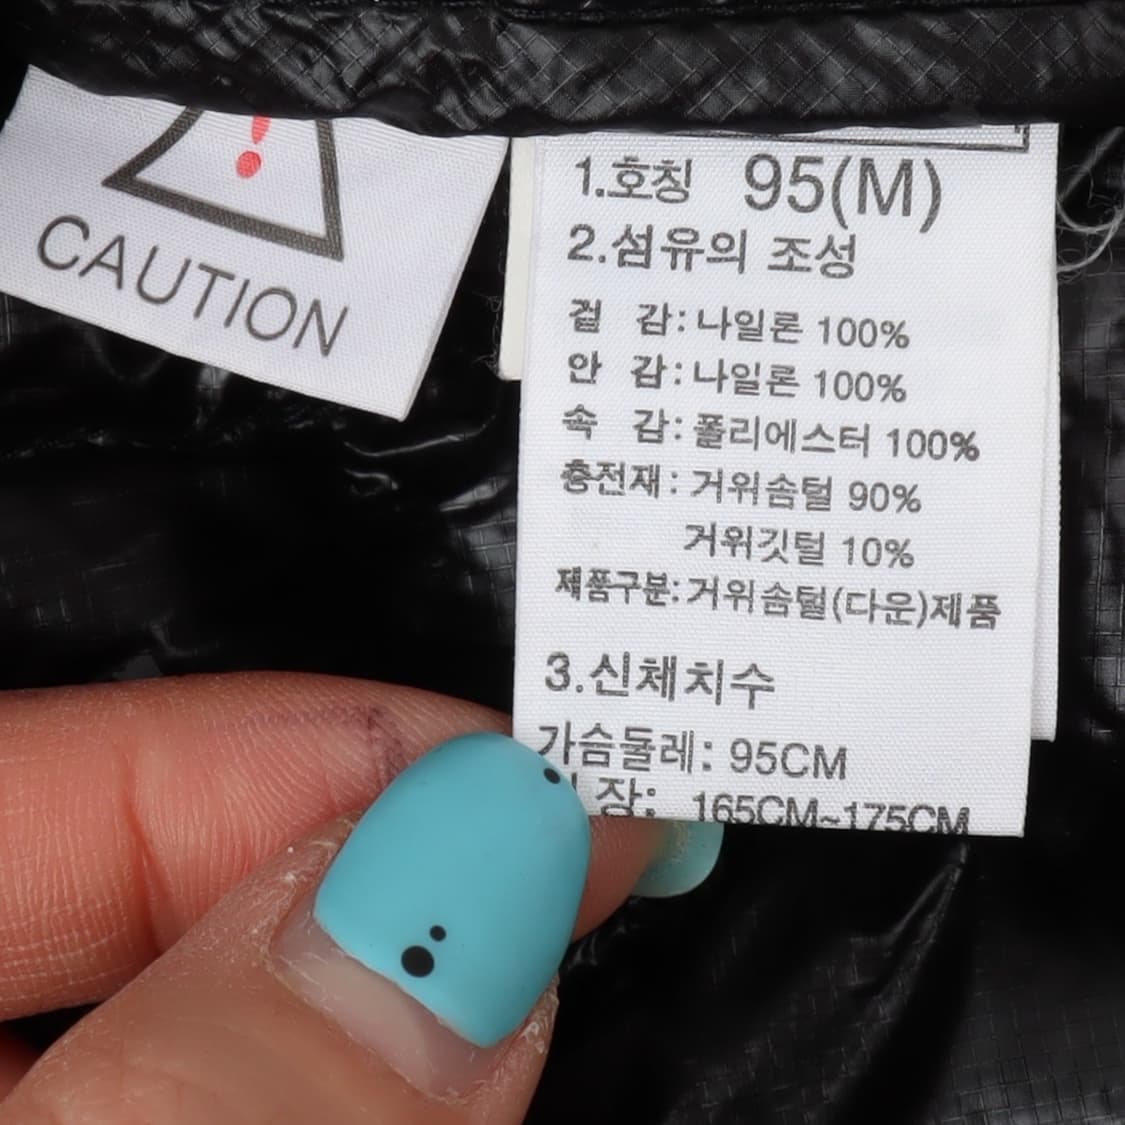 CAUTION
1.호칭 95(M)
2.섬유의 조성
겉 감: 나일론 100%
안 감: 나일론 100%
속 감: 폴리에스터 100%
충전재: 거위솜털 90%
거위깃털 10%
제품구분: 거위솜털(다운)제품
3.신체치수
가슴둘레: 95CM
장: 165CM~175CM